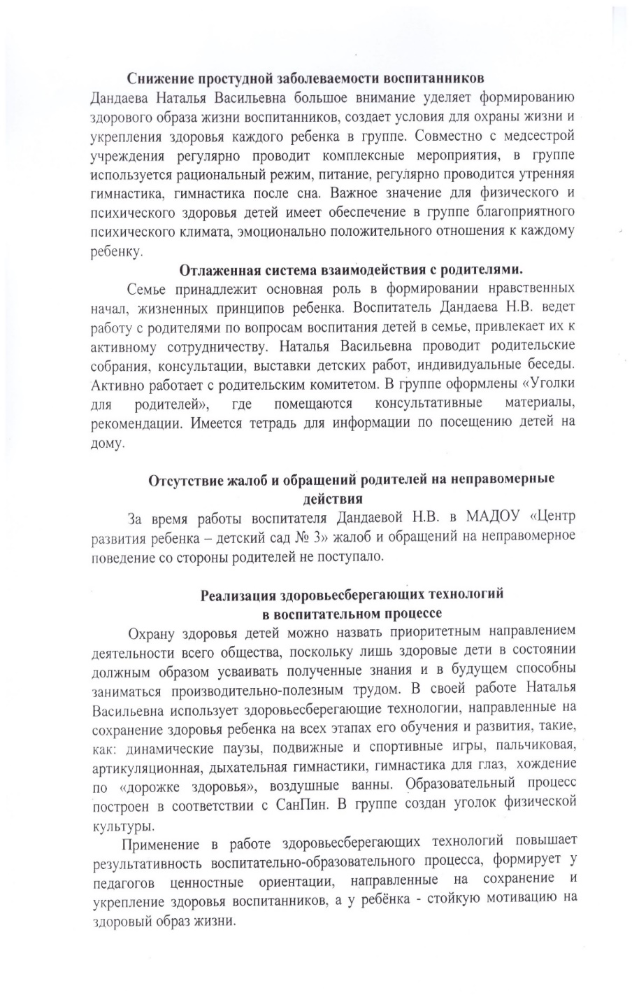 Снижение простудной заболеваемости воспитанников
Дандаева Наталья Васильевна большое внимание уделяет формированию
здорового образа жизни воспитанников, создает условия для охраны жизни и
укрепления здоровья каждого ребенка в группе. Совместно с медсестрой
учреждения регулярно проводит комплексные мероприятия, в группе
используется рациональный режим, питание, регулярно проводится утренняя
гимнастика, гимнастика после сна. Важное значение для физического и
психического здоровья детей имеет обеспечение в группе благоприятного
психического климата, эмоционально положительного отношения к каждому
ребенку.
Отлаженная система взаимодействия с родителями.
Семье принадлежит основная роль в формировании нравственных
начал, жизненных принципов ребенка. Воспитатель Дандаева Н.В. ведет
работу с родителями по вопросам воспитания детей в семье, привлекает их к
активному сотрудничеству. Наталья Васильевна проводит родительские
собрания, консультации, выставки детских работ, индивидуальные беседы.
Активно работает с родительским комитетом. В группе оформлены «Уголки
для родителей», где помещаются консультативные материалы,
рекомендации. Имеется тетрадь для информации по посещению детей на
дому.
Отсутствие жалоб и обращений родителей на неправомерные
действия
За время работы воспитателя Дандаевой Н.В. в МАДОУ «Центр
развития ребенка – детский сад № 3» жалоб и обращений на неправомерное
поведение со стороны родителей не поступало.
Реализация здоровьесберегающих технологий
в воспитательном процессе
Охрану здоровья детей можно назвать приоритетным направлением
деятельности всего общества, поскольку лишь здоровые дети в состоянии
должным образом усваивать полученные знания и в будущем способны
заниматься производительно-полезным трудом. В своей работе Наталья
Васильевна использует здоровьесберегающие технологии, направленные на
сохранение здоровья ребенка на всех этапах его обучения и развития, такие,
как: динамические паузы, подвижные и спортивные игры, пальчиковая,
артикуляционная, дыхательная гимнастики, гимнастика для глаз, хождение
по «дорожке здоровья», воздушные ванны. Образовательный процесс
построен в соответствии с СанПин. В группе создан уголок физической
культуры.
Применение в работе здоровьесберегающих технологий повышает
результативность воспитательно-образовательного процесса, формирует у
педагогов ценностные ориентации, направленные на сохранение и
укрепление здоровья воспитанников, а у ребёнка - стойкую мотивацию на
здоровый образ жизни.